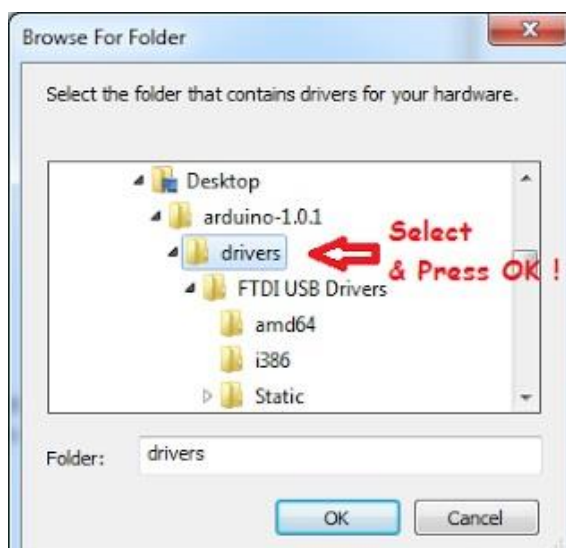 Browse For Folder
Select the folder that contains drivers for your hardware.
Desktop
arduino-1.0.1
drivers
Select
& Press OK !
FTDI USB Drivers
amd64
i386
Static
Folder: drivers
OK Cancel